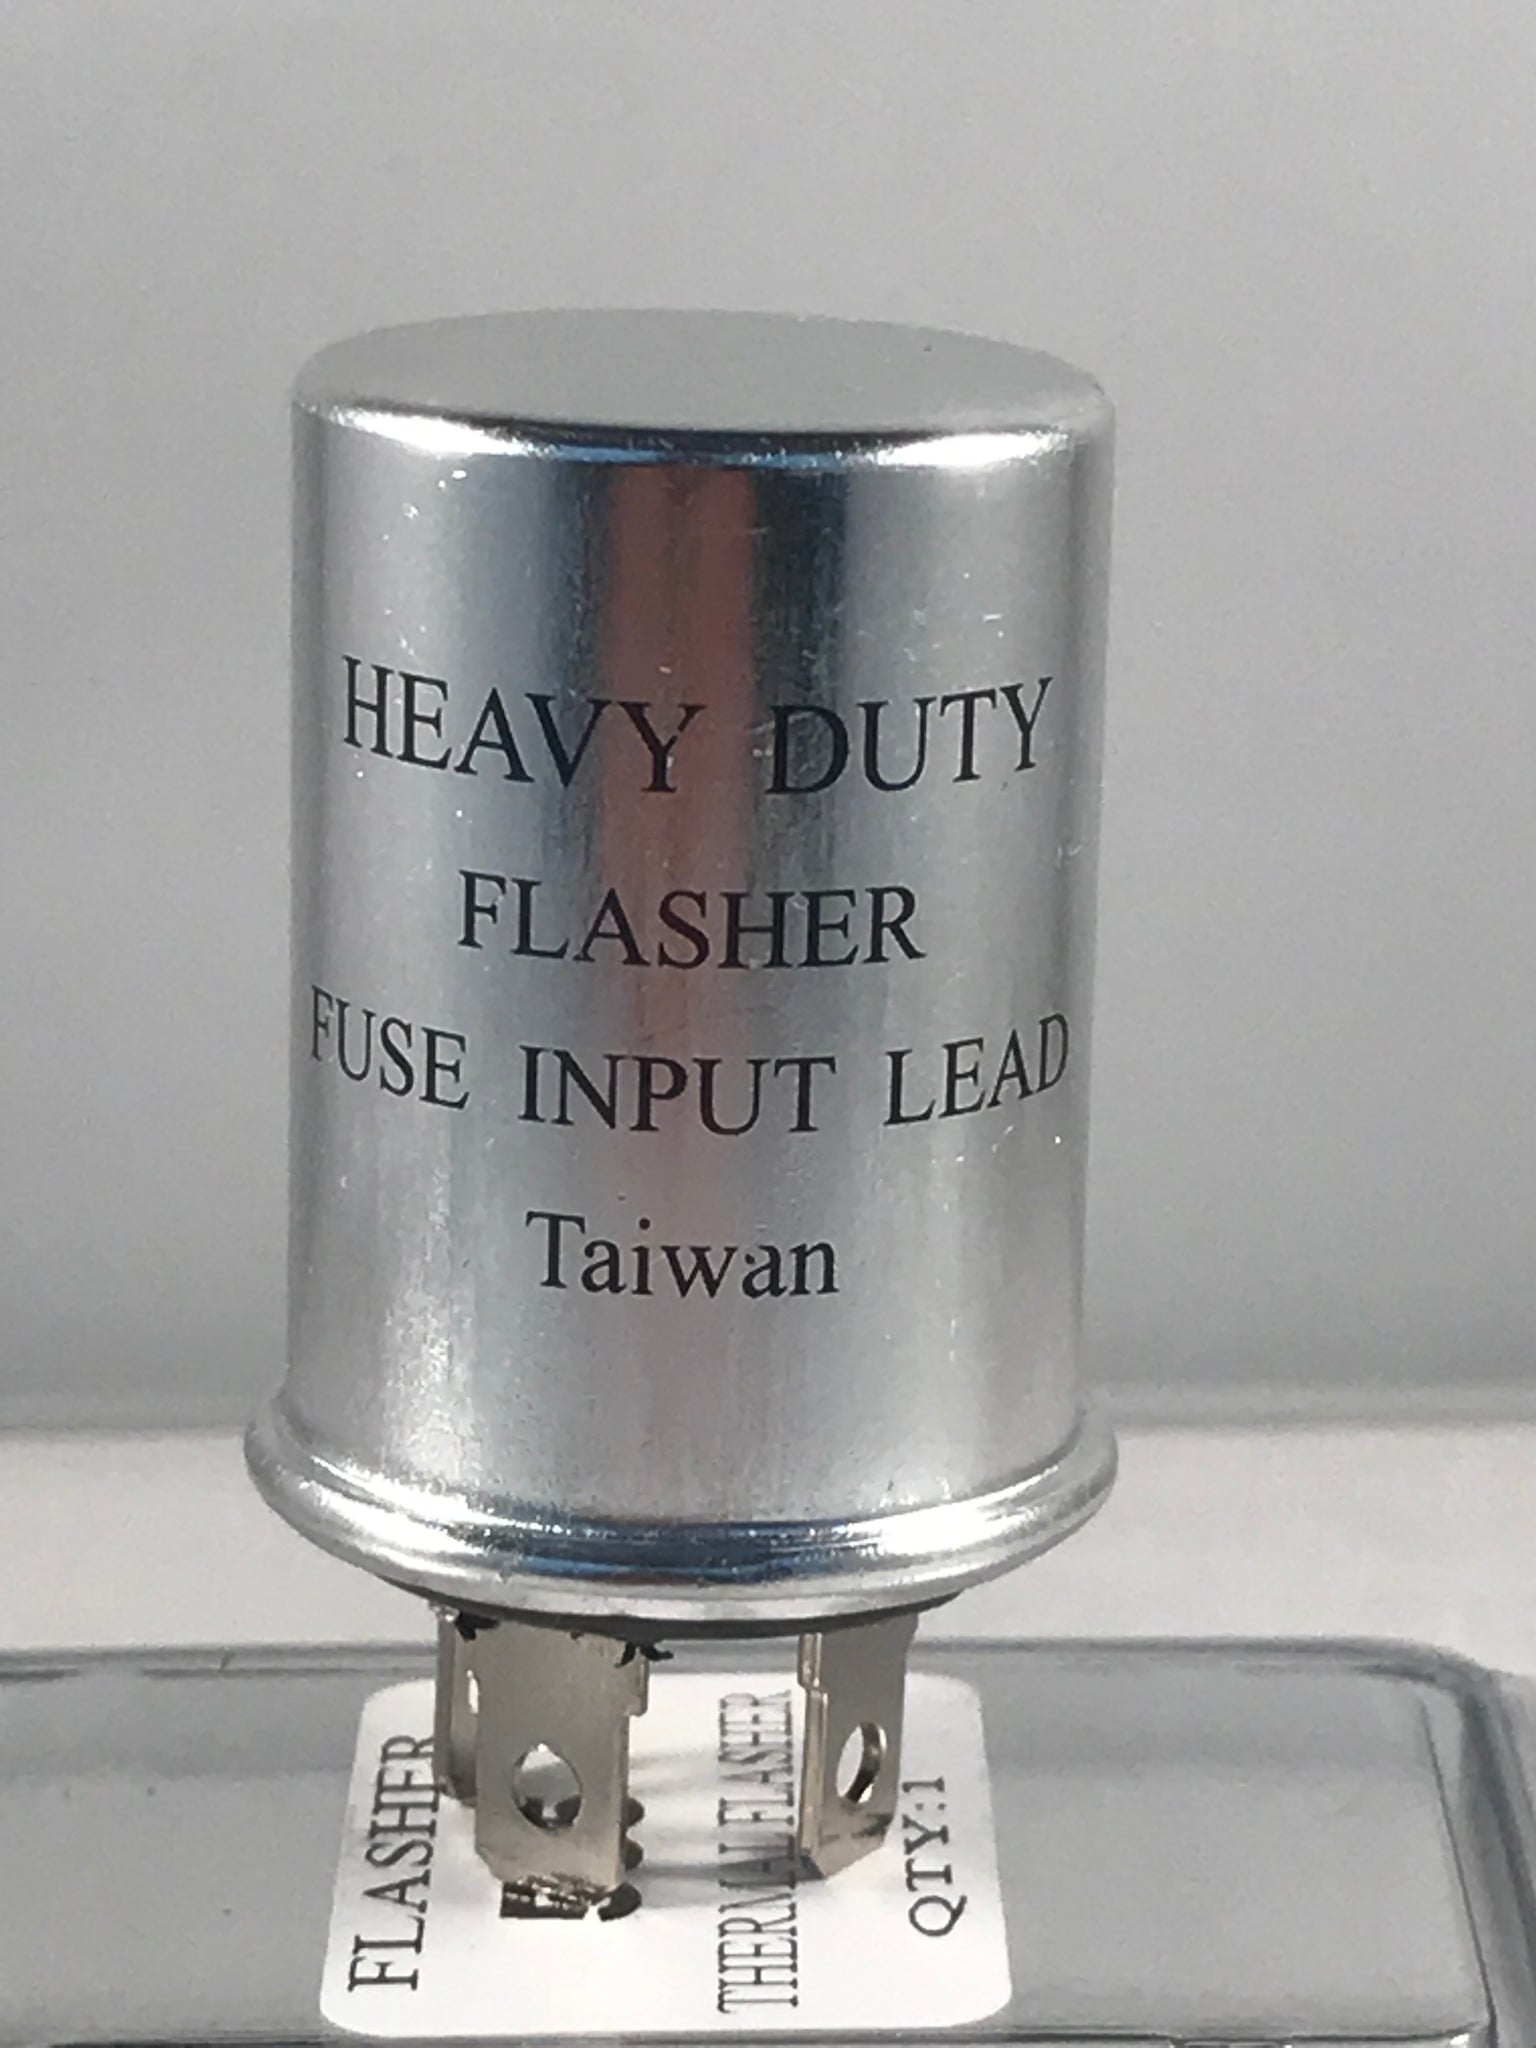 HEAVY DUTY
FLASHER
FUSE INPUT LEAD
Taiwan
FLASHER
THERMAL FLASHER
QTY:1